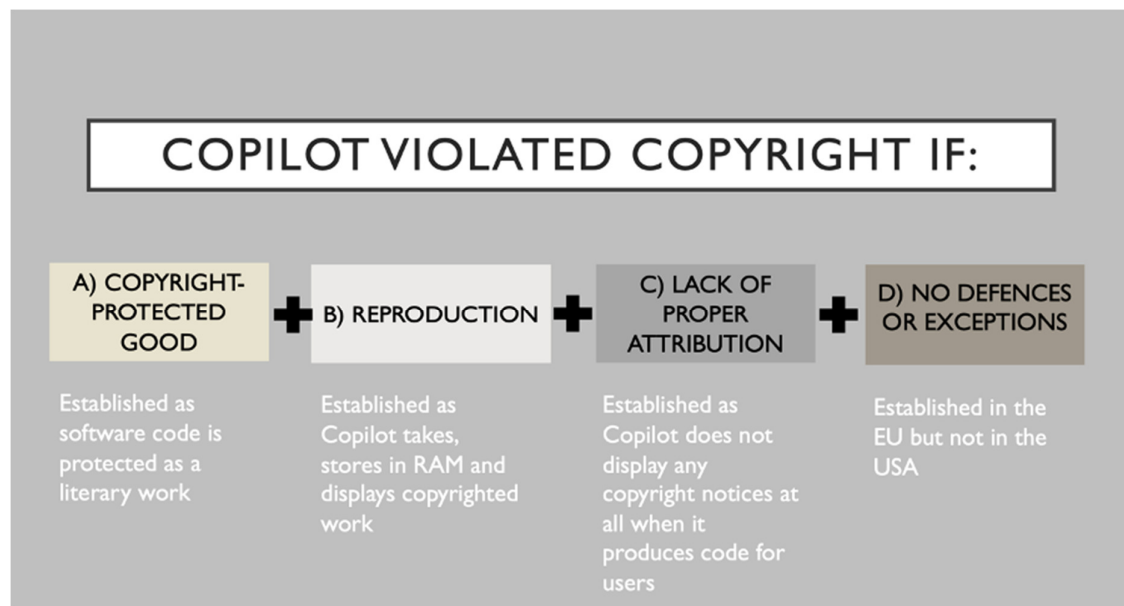 COPILOT VIOLATED COPYRIGHT IF:
A) COPYRIGHT-
PROTECTED
GOOD
B) REPRODUCTION
C) LACK OF
PROPER
ATTRIBUTION
D) NO DEFENCES
OR EXCEPTIONS
Established as
software code is
protected as a
literary work
Established as
Copilot takes,
stores in RAM and
displays copyrighted
work
Established as
Copilot does not
display any
copyright notices at
all when it
produces code for
users
Established in the
EU but not in the
USA